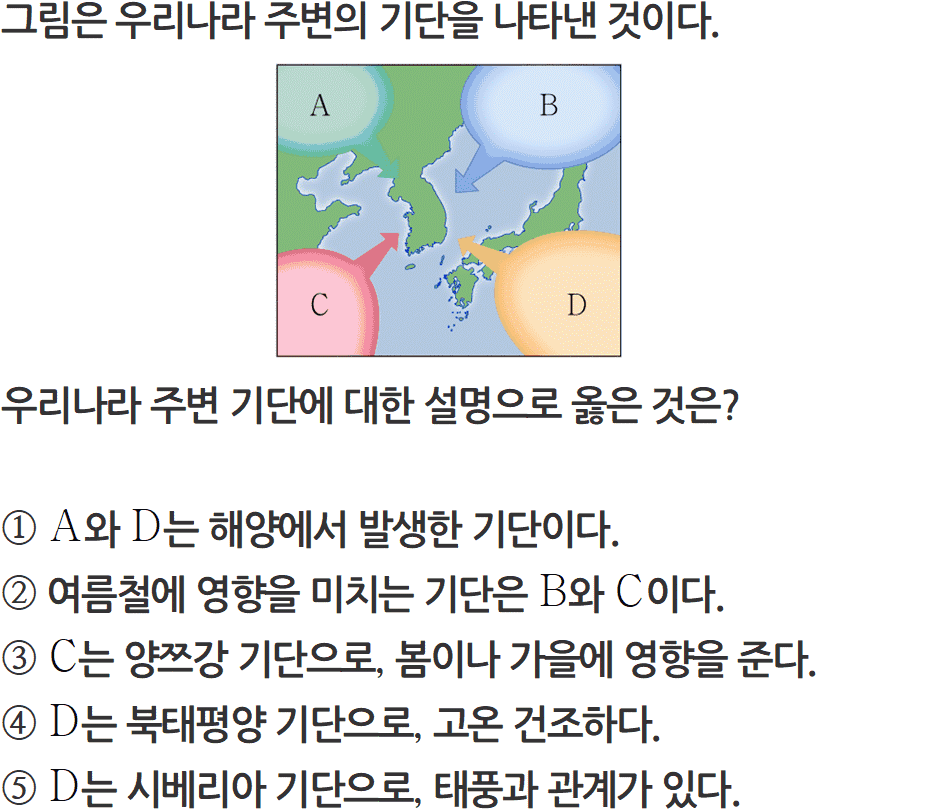 그림은 우리나라 주변의 기단을 나타낸 것이다.
A
B
C
D
우리나라 주변 기단에 대한 설명으로 옳은 것은?
① A와 D는 해양에서 발생한 기단이다.
② 여름철에 영향을 미치는 기단은 B와 C이다.
③ C는 양쯔강 기단으로, 봄이나 가을에 영향을 준다.
④ D는 북태평양 기단으로, 고온 건조하다.
⑤ D는 시베리아 기단으로, 태풍과 관계가 있다.